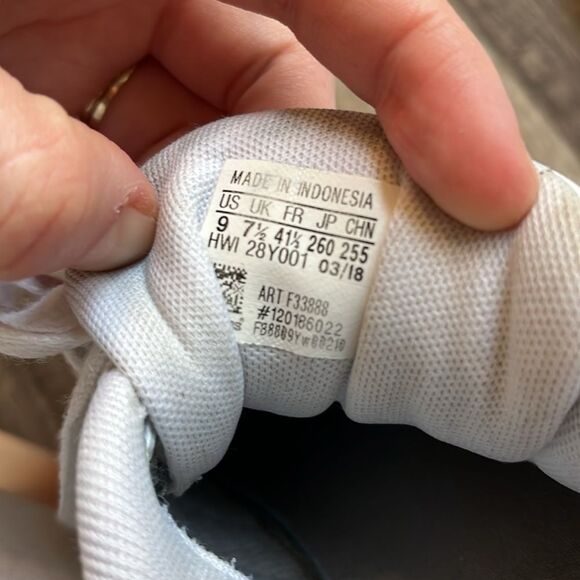 MADE IN INDONESIA
US UK FR JP CHN
9 7½ 41⅓ 260 255
HWI 28Y001 03/18
ART F33888
#120186022